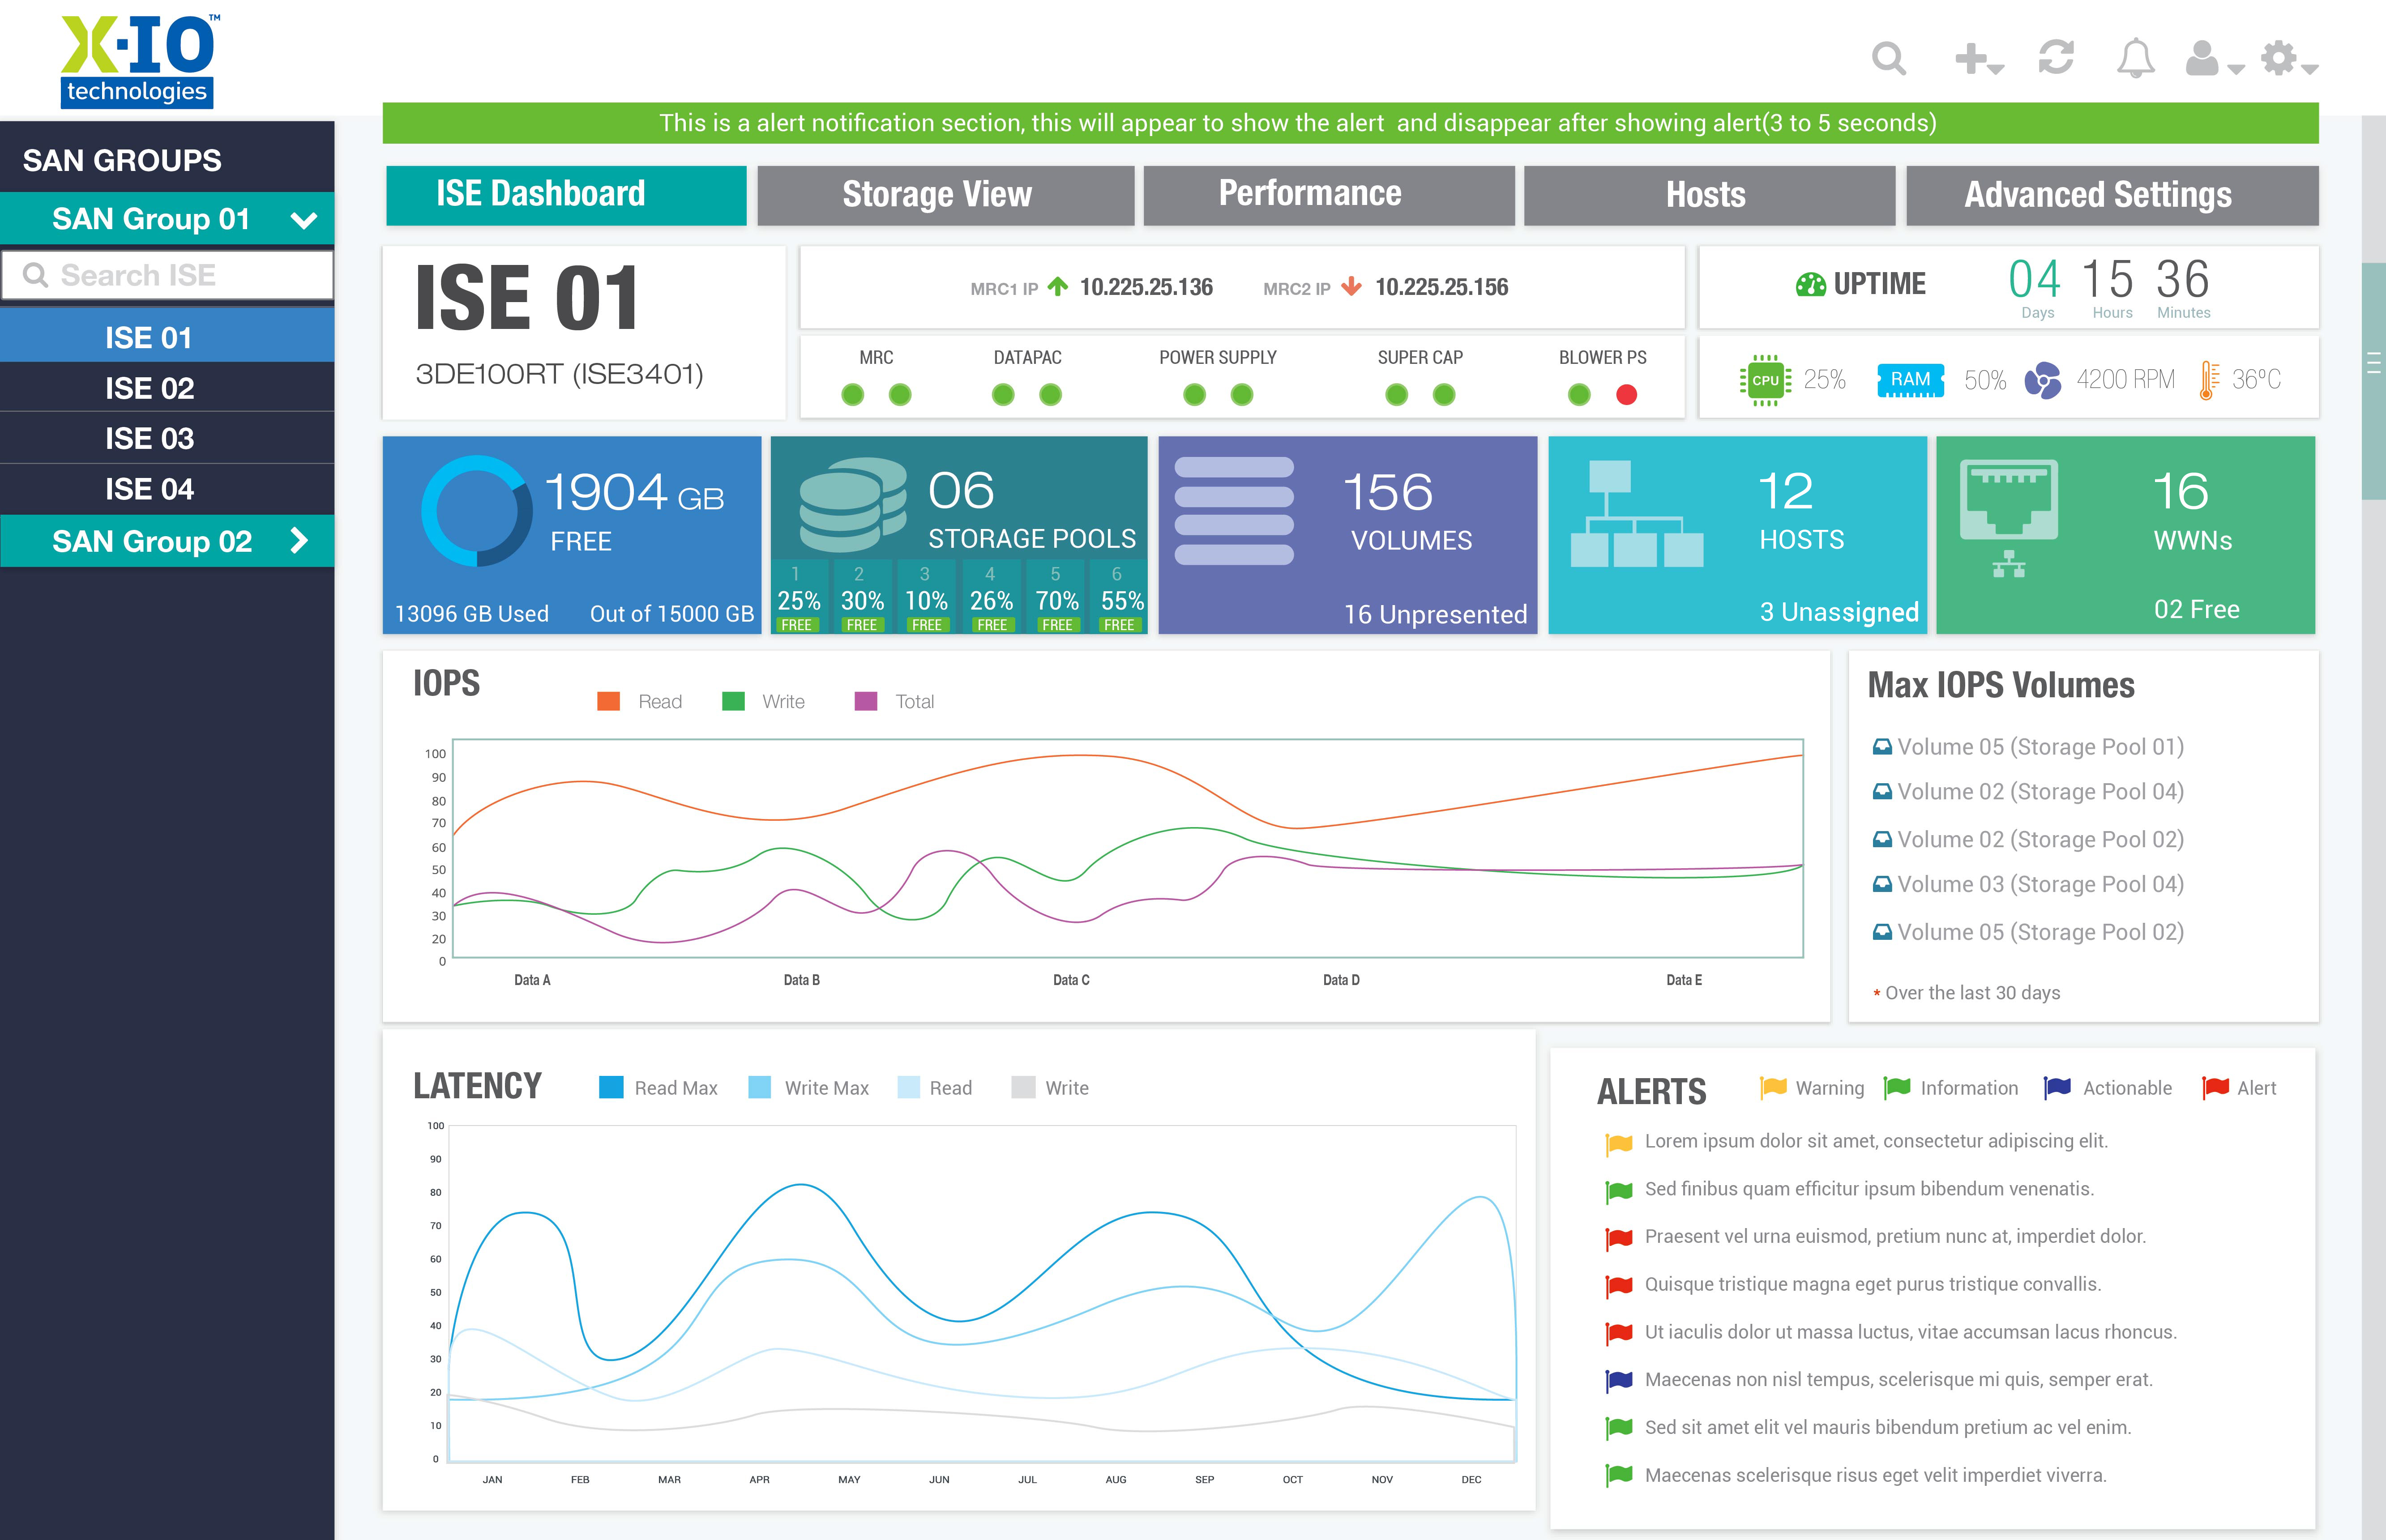 X-IO™
technologies
This is a alert notification section, this will appear to show the alert and disappear after showing alert(3 to 5 seconds)
SAN GROUPS
SAN Group 01
Search ISE
ISE 01
ISE 02
ISE 03
ISE 04
SAN Group 02
ISE Dashboard
Storage View
Performance
Hosts
Advanced Settings
ISE 01
3DE100RT (ISE3401)
MRC1 IP 10.225.25.136 MRC2 IP 10.225.25.156
MRC DATAPAC POWER SUPPLY SUPER CAP BLOWER PS
UPTIME 04 15 36
Days Hours Minutes
CPU 25% RAM 50% 4200 RPM 36ºC
1904 GB
FREE
13096 GB Used Out of 15000 GB
06
STORAGE POOLS
1 2 3 4 5 6
25% 30% 10% 26% 70% 55%
FREE FREE FREE FREE FREE FREE
156
VOLUMES
16 Unpresented
12
HOSTS
3 Unassigned
16
WWNs
02 Free
IOPS
Read Write Total
100
90
80
70
60
50
40
30
20
0
Data A Data B Data C Data D Data E
Max IOPS Volumes
Volume 05 (Storage Pool 01)
Volume 02 (Storage Pool 04)
Volume 02 (Storage Pool 02)
Volume 03 (Storage Pool 04)
Volume 05 (Storage Pool 02)
* Over the last 30 days
LATENCY
Read Max Write Max Read Write
100
90
80
70
60
50
40
30
20
10
0
JAN FEB MAR APR MAY JUN JUL AUG SEP OCT NOV DEC
ALERTS
Warning Information Actionable Alert
Lorem ipsum dolor sit amet, consectetur adipiscing elit.
Sed finibus quam efficitur ipsum bibendum venenatis.
Praesent vel urna euismod, pretium nunc at, imperdiet dolor.
Quisque tristique magna eget purus tristique convallis.
Ut iaculis dolor ut massa luctus, vitae accumsan lacus rhoncus.
Maecenas non nisl tempus, scelerisque mi quis, semper erat.
Sed sit amet elit vel mauris bibendum pretium ac vel enim.
Maecenas scelerisque risus eget velit imperdiet viverra.